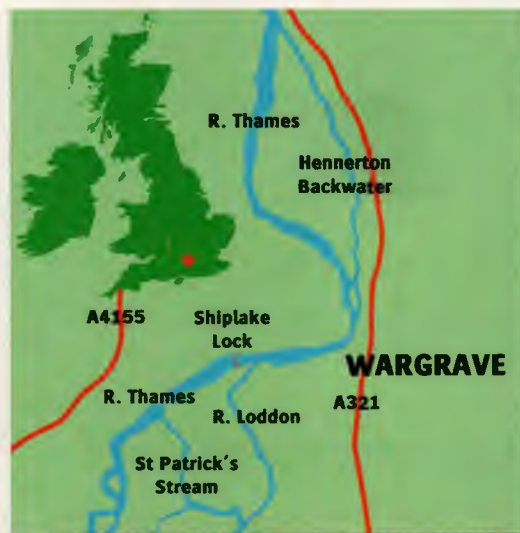 R. Thames
Hennerton
Backwater
A4155
Shiplake
Lock
WARGRAVE
R. Thames
A321
R. Loddon
St Patrick´s
Stream